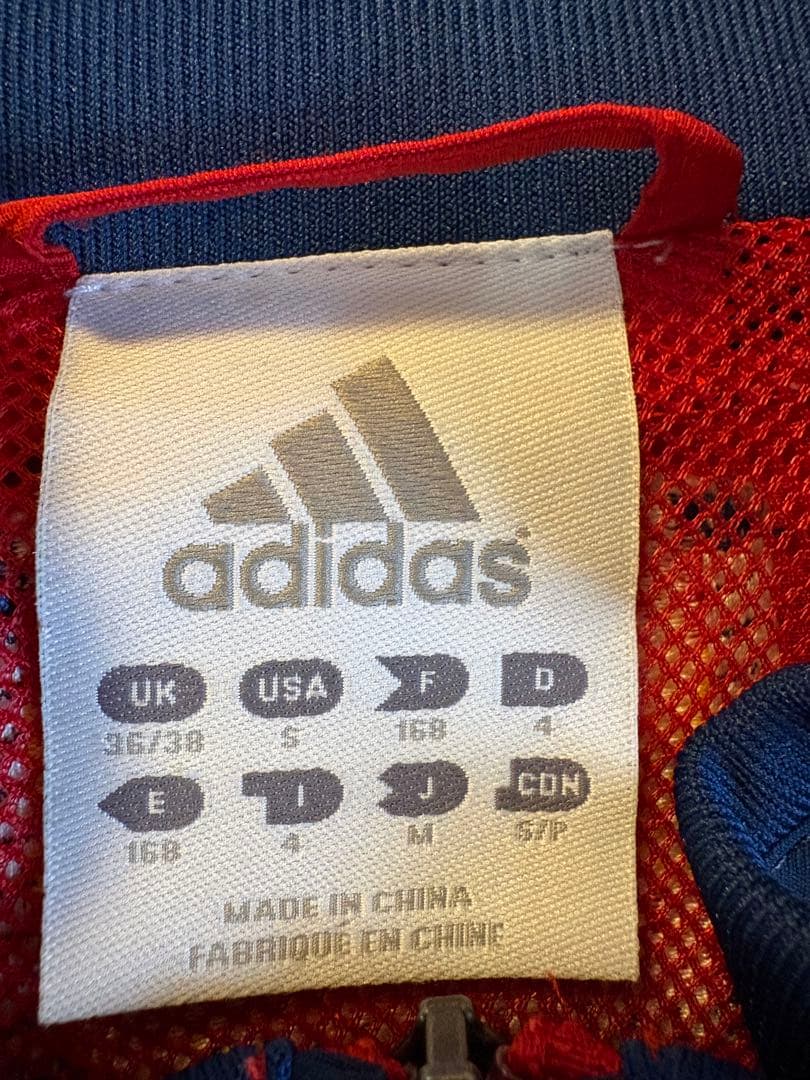 adidas
UK USA F D
36/38 S 168 4
E I J CDN
168 4 M S/P
MADE IN CHINA
FABRIQUÉ EN CHINE